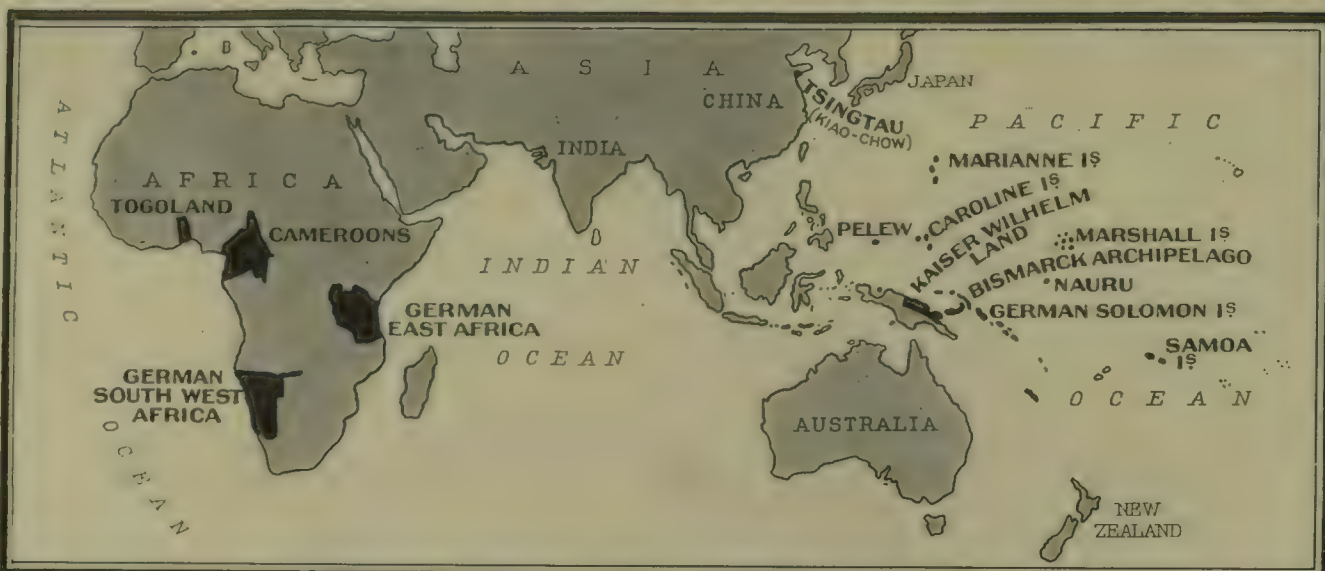 ATLANTIC
OCEAN
ASIA
CHINA
JAPAN
TSINGTAU
(KIAO-CHOW)
PACIFIC
OCEAN
INDIA
AFRICA
TOGOLAND
CAMEROONS
GERMAN
EAST AFRICA
GERMAN
SOUTH WEST
AFRICA
INDIAN
OCEAN
MARIANNE IS
PELEW
CAROLINE IS
KAISER WILHELM
LAND
MARSHALL IS
BISMARCK ARCHIPELAGO
NAURU
GERMAN SOLOMON IS
SAMOA
IS
AUSTRALIA
NEW
ZEALAND